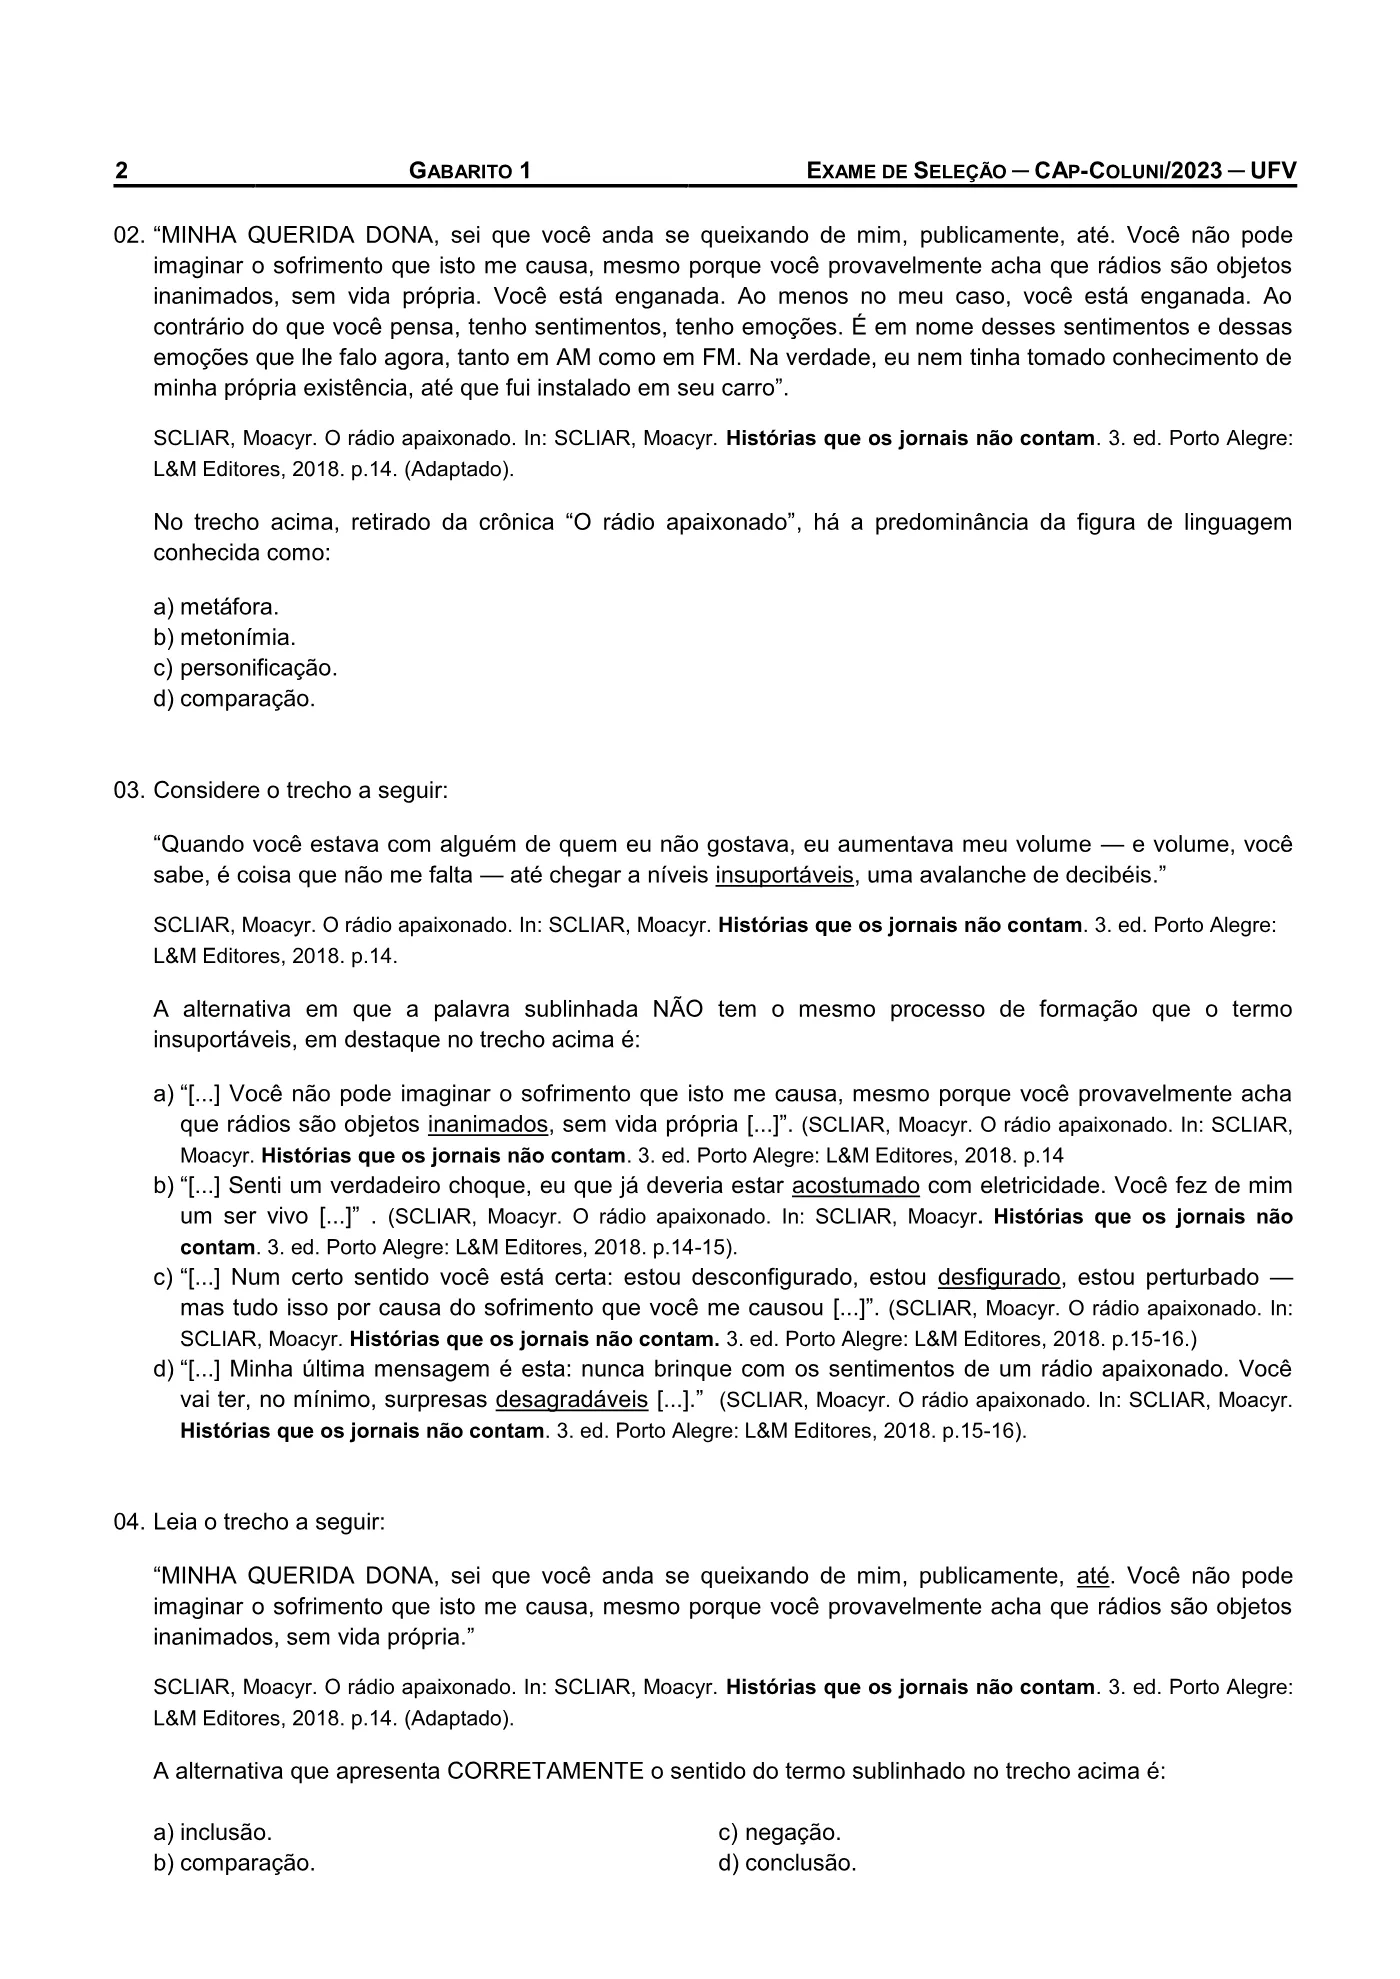 2 GABARITO 1 EXAME DE SELEÇÃO ─ CAP-COLUNI/2023 ─ UFV
02. “MINHA QUERIDA DONA, sei que você anda se queixando de mim, publicamente, até. Você não pode
imaginar o sofrimento que isto me causa, mesmo porque você provavelmente acha que rádios são objetos
inanimados, sem vida própria. Você está enganada. Ao menos no meu caso, você está enganada. Ao
contrário do que você pensa, tenho sentimentos, tenho emoções. É em nome desses sentimentos e dessas
emoções que lhe falo agora, tanto em AM como em FM. Na verdade, eu nem tinha tomado conhecimento de
minha própria existência, até que fui instalado em seu carro”.
SCLIAR, Moacyr. O rádio apaixonado. In: SCLIAR, Moacyr. Histórias que os jornais não contam. 3. ed. Porto Alegre:
L&M Editores, 2018. p.14. (Adaptado).
No trecho acima, retirado da crônica “O rádio apaixonado”, há a predominância da figura de linguagem
conhecida como:
a) metáfora.
b) metonímia.
c) personificação.
d) comparação.
03. Considere o trecho a seguir:
“Quando você estava com alguém de quem eu não gostava, eu aumentava meu volume — e volume, você
sabe, é coisa que não me falta — até chegar a níveis insuportáveis, uma avalanche de decibéis.”
SCLIAR, Moacyr. O rádio apaixonado. In: SCLIAR, Moacyr. Histórias que os jornais não contam. 3. ed. Porto Alegre:
L&M Editores, 2018. p.14.
A alternativa em que a palavra sublinhada NÃO tem o mesmo processo de formação que o termo
insuportáveis, em destaque no trecho acima é:
a) “[...] Você não pode imaginar o sofrimento que isto me causa, mesmo porque você provavelmente acha
que rádios são objetos inanimados, sem vida própria [...]”. (SCLIAR, Moacyr. O rádio apaixonado. In: SCLIAR,
Moacyr. Histórias que os jornais não contam. 3. ed. Porto Alegre: L&M Editores, 2018. p.14
b) “[...] Senti um verdadeiro choque, eu que já deveria estar acostumado com eletricidade. Você fez de mim
um ser vivo [...]” . (SCLIAR, Moacyr. O rádio apaixonado. In: SCLIAR, Moacyr. Histórias que os jornais não
contam. 3. ed. Porto Alegre: L&M Editores, 2018. p.14-15).
c) “[...] Num certo sentido você está certa: estou desconfigurado, estou desfigurado, estou perturbado —
mas tudo isso por causa do sofrimento que você me causou [...]”. (SCLIAR, Moacyr. O rádio apaixonado. In:
SCLIAR, Moacyr. Histórias que os jornais não contam. 3. ed. Porto Alegre: L&M Editores, 2018. p.15-16.)
d) “[...] Minha última mensagem é esta: nunca brinque com os sentimentos de um rádio apaixonado. Você
vai ter, no mínimo, surpresas desagradáveis [...].” (SCLIAR, Moacyr. O rádio apaixonado. In: SCLIAR, Moacyr.
Histórias que os jornais não contam. 3. ed. Porto Alegre: L&M Editores, 2018. p.15-16).
04. Leia o trecho a seguir:
“MINHA QUERIDA DONA, sei que você anda se queixando de mim, publicamente, até. Você não pode
imaginar o sofrimento que isto me causa, mesmo porque você provavelmente acha que rádios são objetos
inanimados, sem vida própria.”
SCLIAR, Moacyr. O rádio apaixonado. In: SCLIAR, Moacyr. Histórias que os jornais não contam. 3. ed. Porto Alegre:
L&M Editores, 2018. p.14. (Adaptado).
A alternativa que apresenta CORRETAMENTE o sentido do termo sublinhado no trecho acima é:
a) inclusão. c) negação.
b) comparação. d) conclusão.